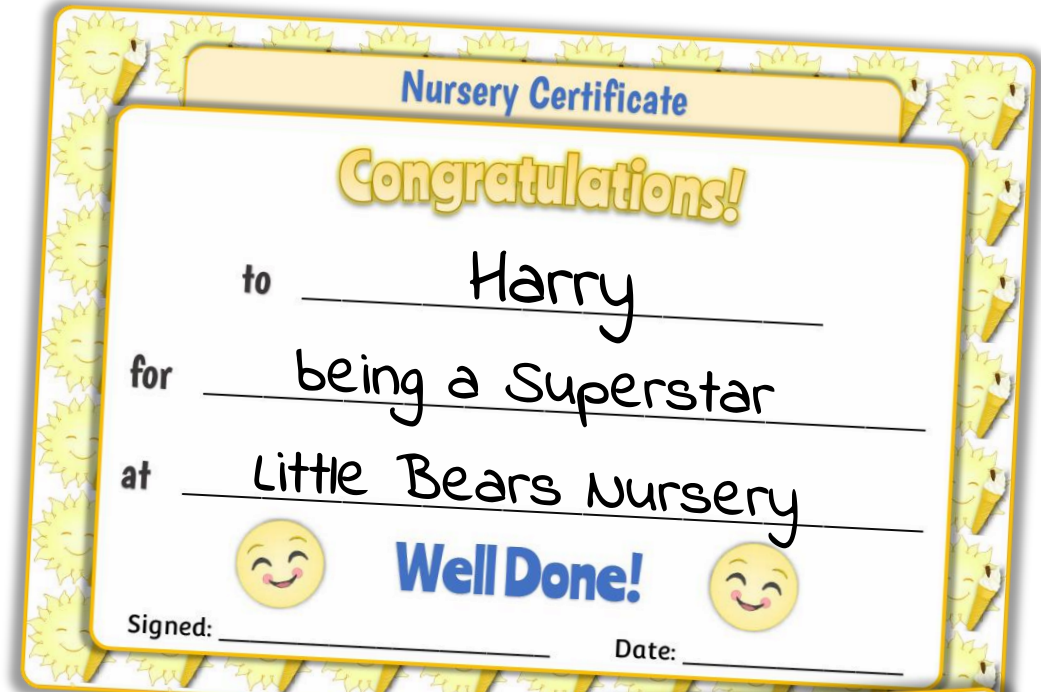 Nursery Certificate
Congratulations!
to Harry
for being a Superstar
at Little Bears Nursery
Well Done!
Signed: Date: